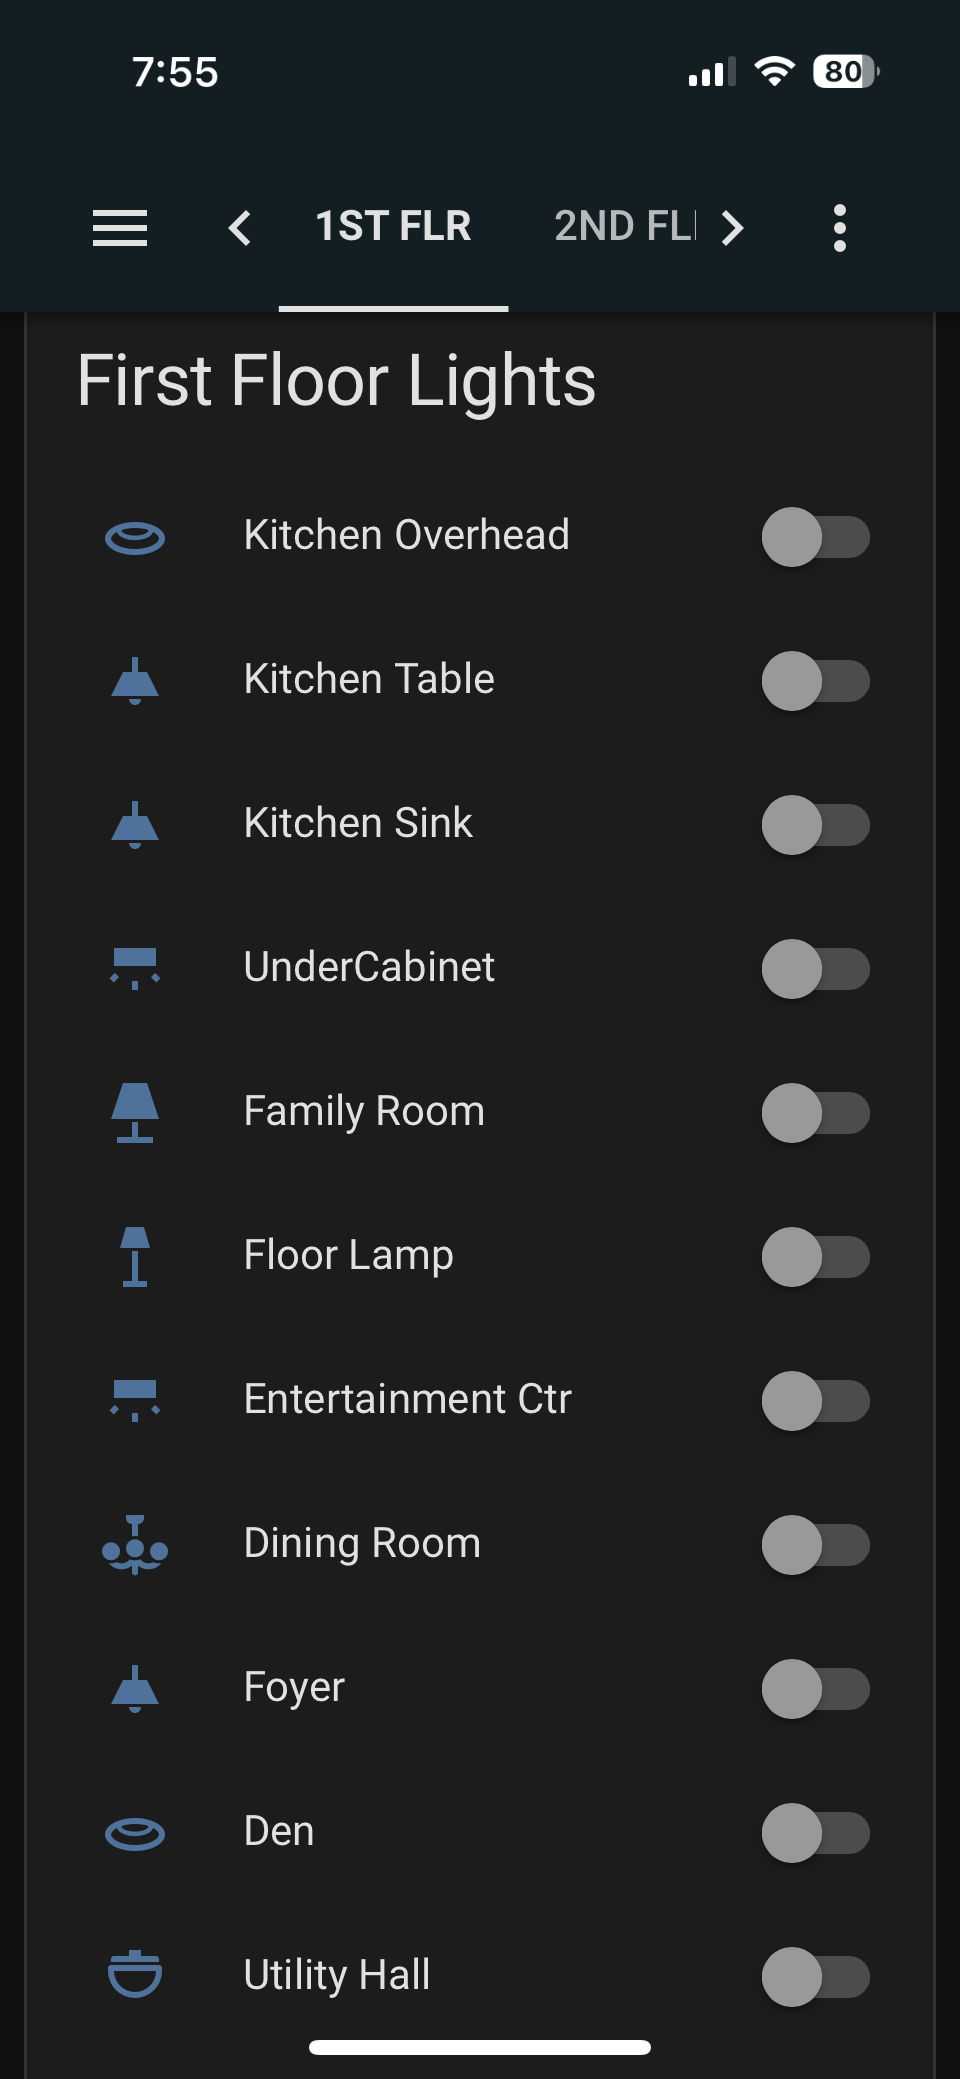 7:55
80
1ST FLR
2ND FL
First Floor Lights
Kitchen Overhead
Kitchen Table
Kitchen Sink
UnderCabinet
Family Room
Floor Lamp
Entertainment Ctr
Dining Room
Foyer
Den
Utility Hall